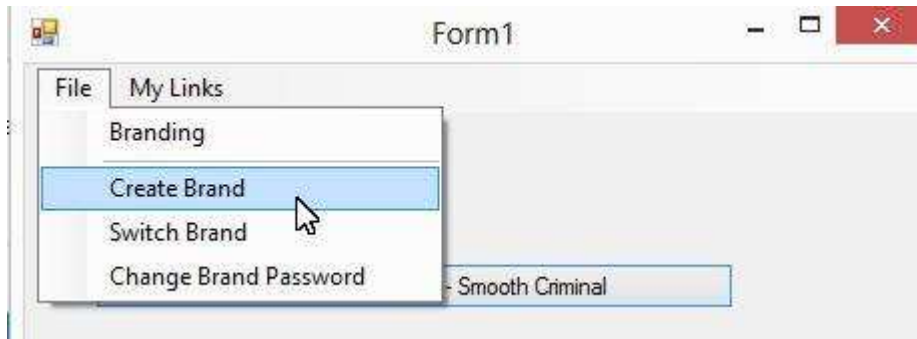 Form1
File My Links
Branding
Create Brand
Switch Brand
Change Brand Password
- Smooth Criminal